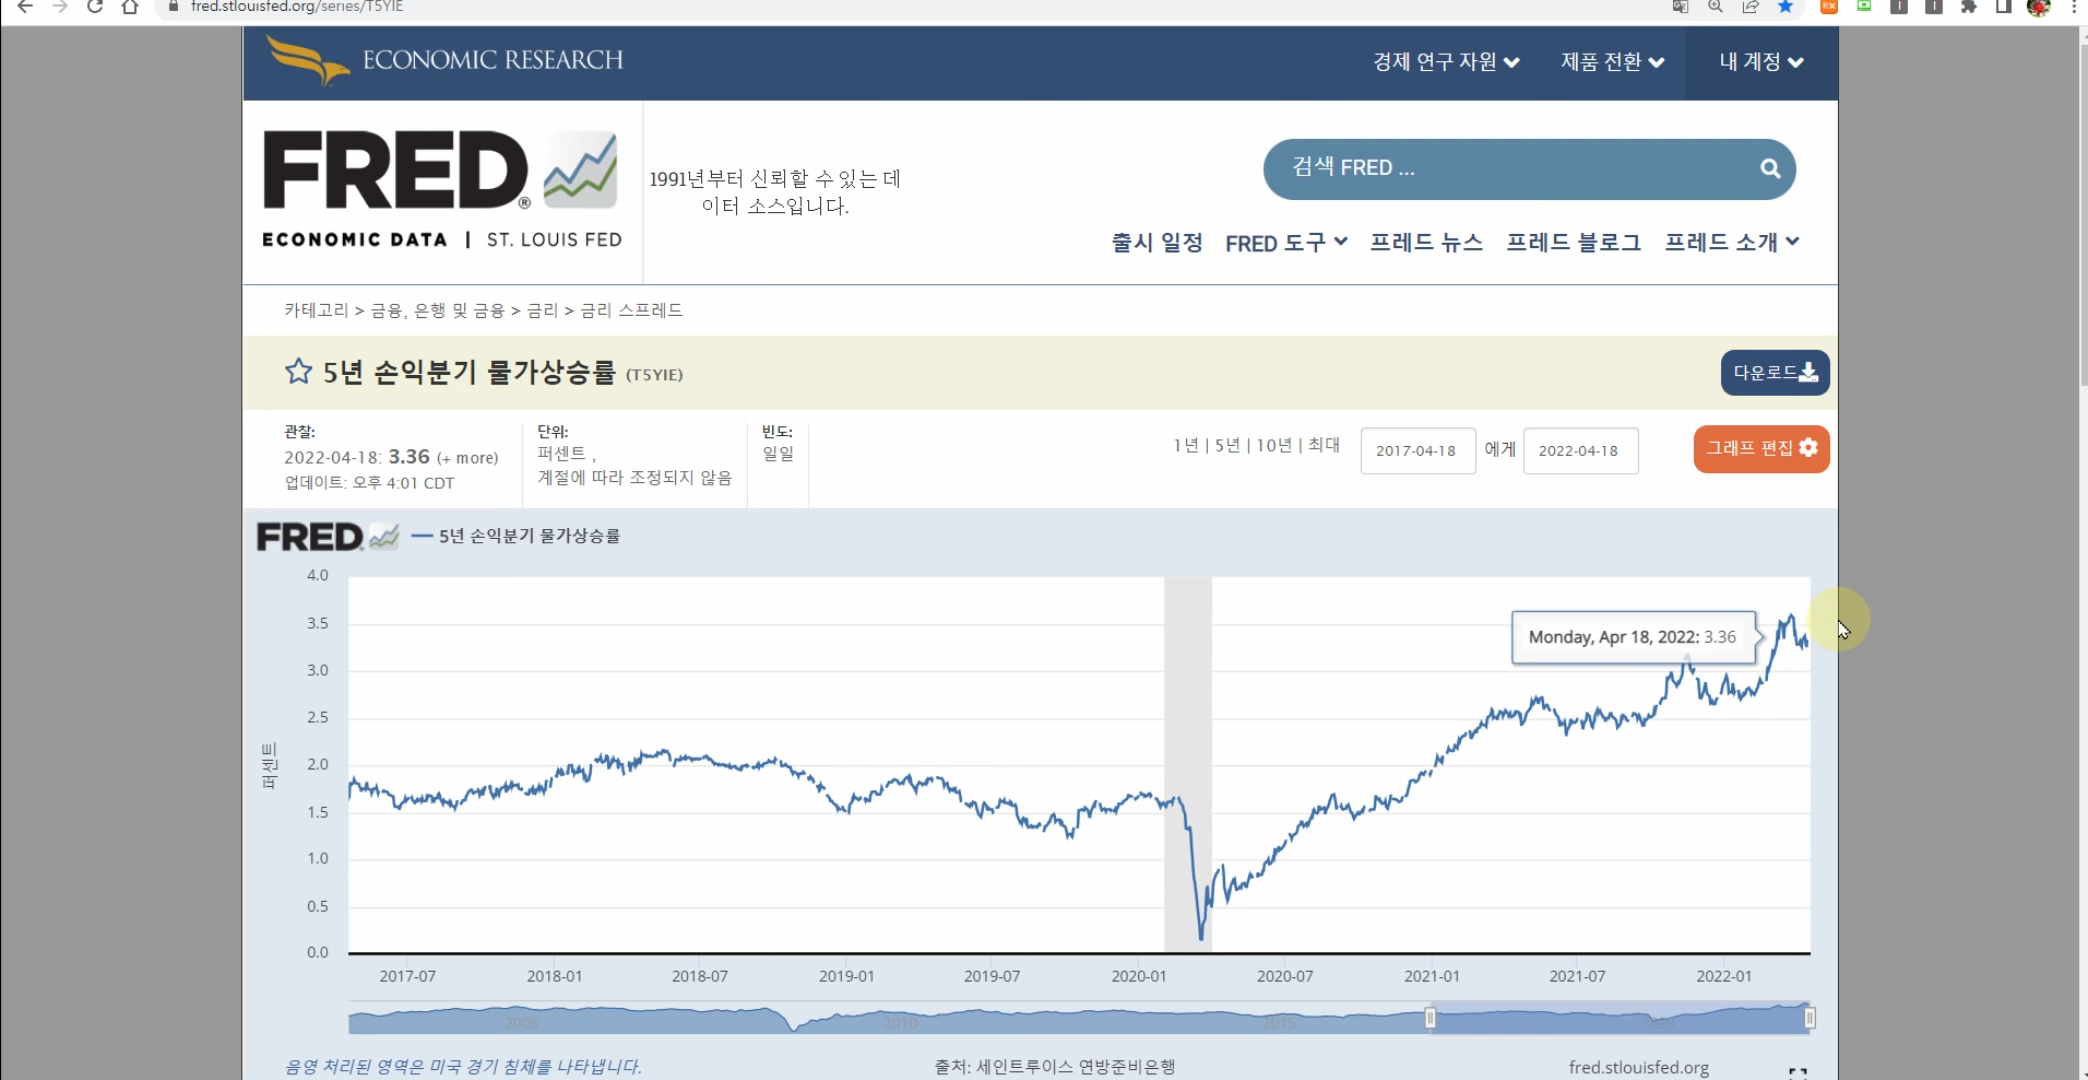 fred.stlouisfed.org/series/T5YIE
ECONOMIC RESEARCH
경제 연구 자원
제품 전환
내 계정
FRED®
ECONOMIC DATA | ST. LOUIS FED
1991년부터 신뢰할 수 있는 데
이터 소스입니다.
검색 FRED ...
출시 일정 FRED 도구 프레드 뉴스 프레드 블로그 프레드 소개
카테고리 > 금융, 은행 및 금융 > 금리 > 금리 스프레드
5년 손익분기 물가상승률 (T5YIE)
다운로드
관찰:
2022-04-18: 3.36 (+ more)
업데이트: 오후 4:01 CDT
단위:
퍼센트 ,
계절에 따라 조정되지 않음
빈도:
일일
1년 | 5년 | 10년 | 최대
2017-04-18 에게 2022-04-18
그래프 편집
FRED
5년 손익분기 물가상승률
4.0
3.5
3.0
2.5
2.0
1.5
1.0
0.5
0.0
퍼센트
Monday, Apr 18, 2022: 3.36
2017-07 2018-01 2018-07 2019-01 2019-07 2020-01 2020-07 2021-01 2021-07 2022-01
2005 2010 2015 2020
음영 처리된 영역은 미국 경기 침체를 나타냅니다.
출처: 세인트루이스 연방준비은행
fred.stlouisfed.org